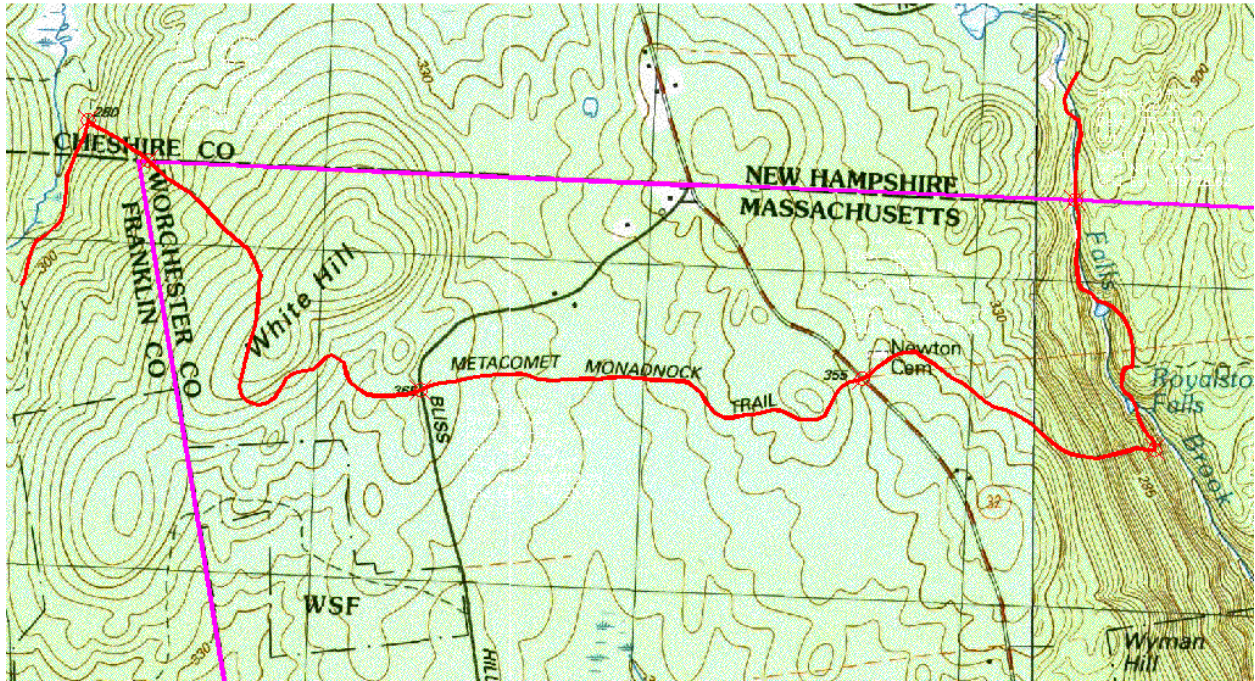 330
300
280
CHESHIRE CO
NEW HAMPSHIRE
MASSACHUSETTS
WORCHESTER CO
FRANKLIN CO
300
White Hill
Falls
330
METACOMET MONADNOCK
TRAIL
355
Newton
Cem
Royalsto
Falls
Brook
BLISS
HILL
295
32
WSF
330
Wyman
Hill